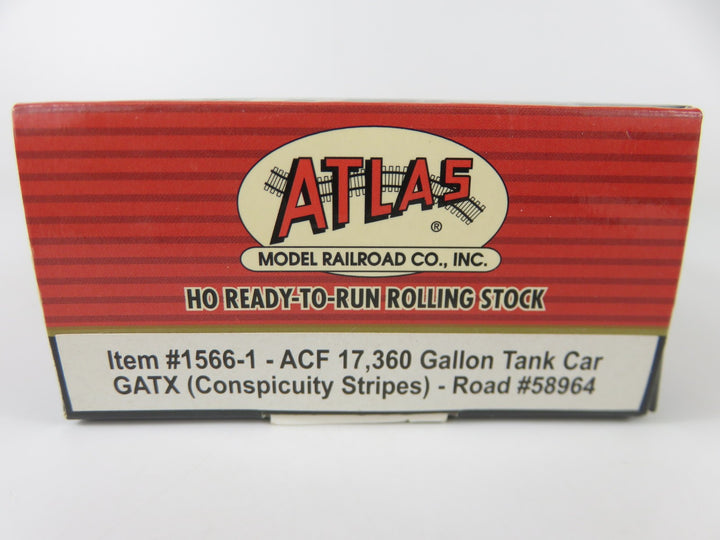 ATLAS
®
MODEL RAILROAD CO., INC.
HO READY-TO-RUN ROLLING STOCK
Item #1566-1 - ACF 17,360 Gallon Tank Car
GATX (Conspicuity Stripes) - Road #58964